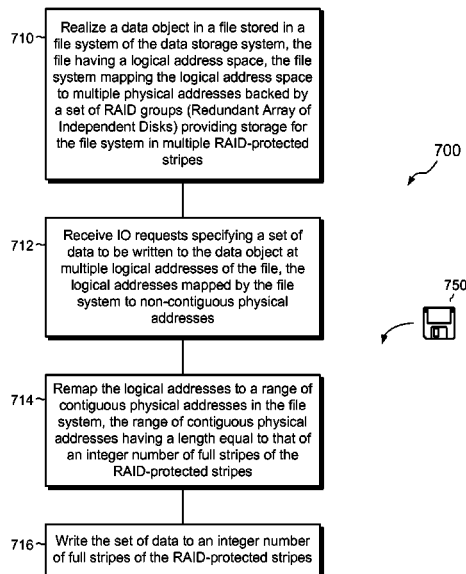 710
Realize a data object in a file stored in a
file system of the data storage system, the
file having a logical address space, the file
system mapping the logical address space
to multiple physical addresses backed by
a set of RAID groups (Redundant Array of
Independent Disks) providing storage for
the file system in multiple RAID-protected
stripes
700
712
Receive IO requests specifying a set of
data to be written to the data object at
multiple logical addresses of the file, the
logical addresses mapped by the file
system to non-contiguous physical
addresses
750
714
Remap the logical addresses to a range of
contiguous physical addresses in the file
system, the range of contiguous physical
addresses having a length equal to that of
an integer number of full stripes of the
RAID-protected stripes
716
Write the set of data to an integer number
of full stripes of the RAID-protected stripes